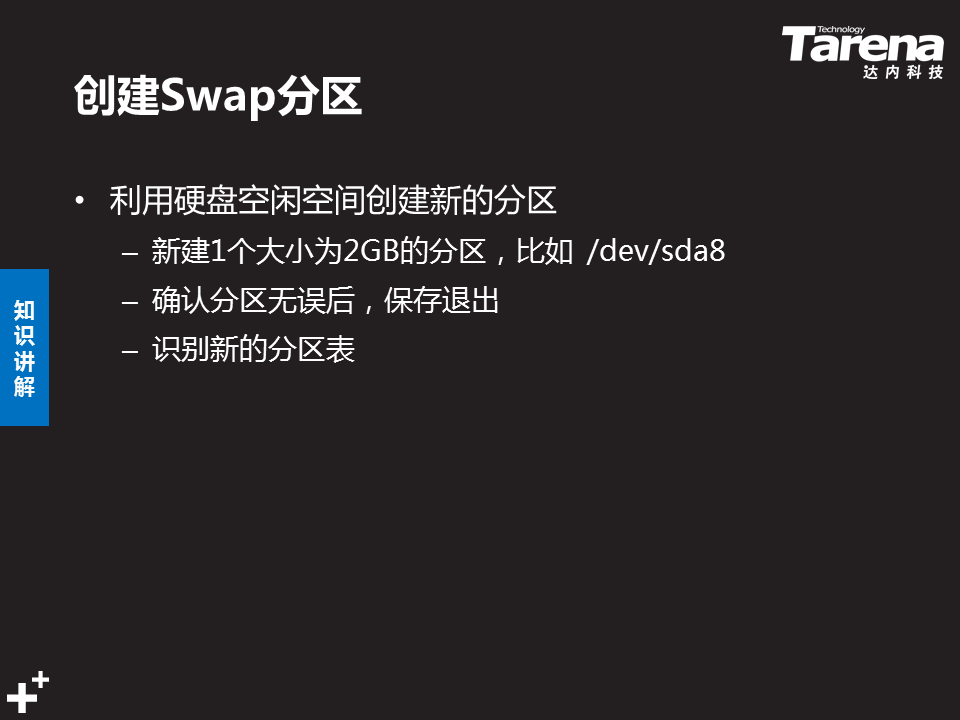 Technology
Tarena
达内科技
创建Swap分区
• 利用硬盘空闲空间创建新的分区
– 新建1个大小为2GB的分区，比如 /dev/sda8
– 确认分区无误后，保存退出
– 识别新的分区表
知
识
讲
解